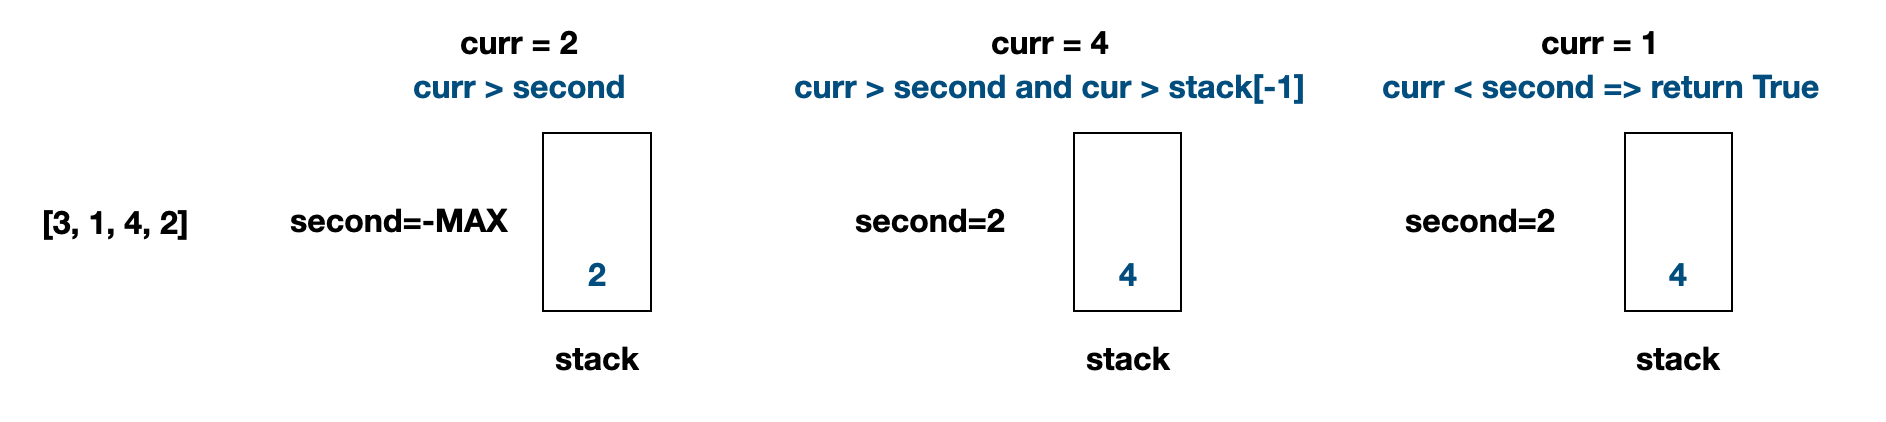 curr = 2
curr > second
curr = 4
curr > second and cur > stack[-1]
curr = 1
curr < second => return True
[3, 1, 4, 2]
second=-MAX
2
stack
second=2
4
stack
second=2
4
stack